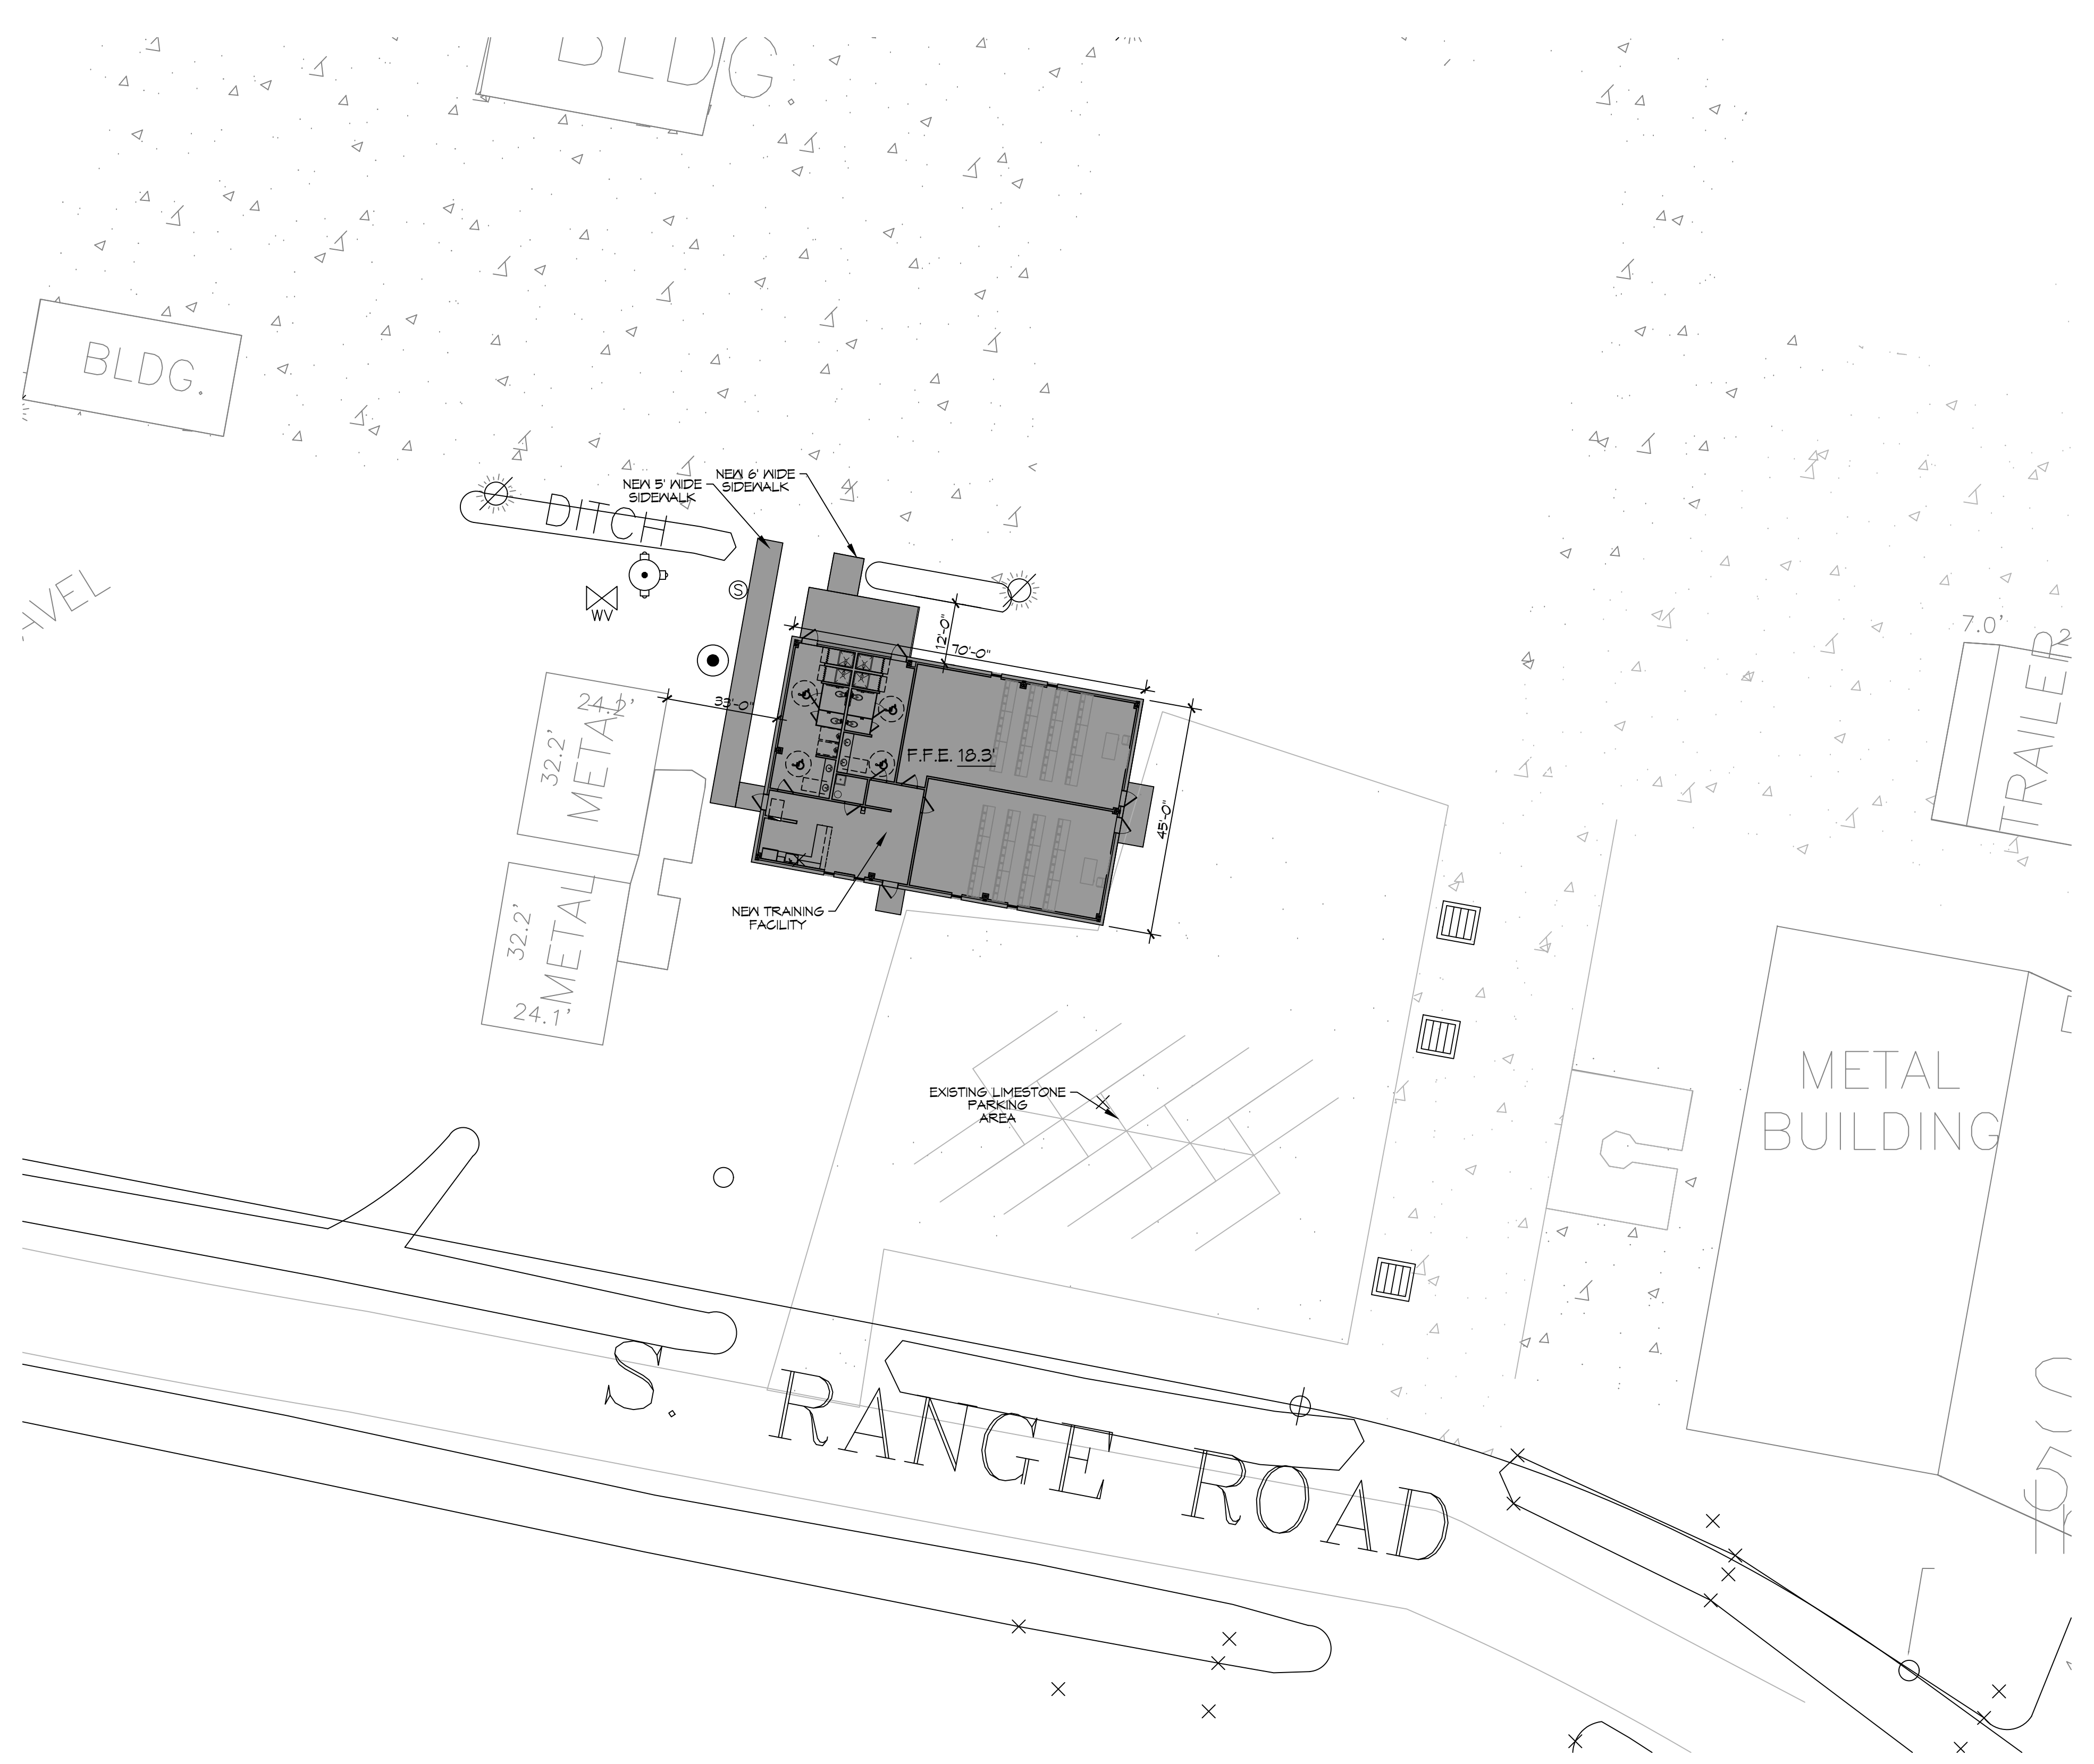 BLDG.
BLDG.
NEW 6' WIDE
SIDEWALK
NEW 5' WIDE
SIDEWALK
DITCH
S
WV
12'-0"
70'-0"
7.0'
TRAILER
33'-0"
24.2'
32.2'
METAL
F.F.E. 18.3'
45'-0"
32.2'
METAL
24.1'
NEW TRAINING
FACILITY
METAL
BUILDING
EXISTING LIMESTONE
PARKING
AREA
S. RANGE ROAD